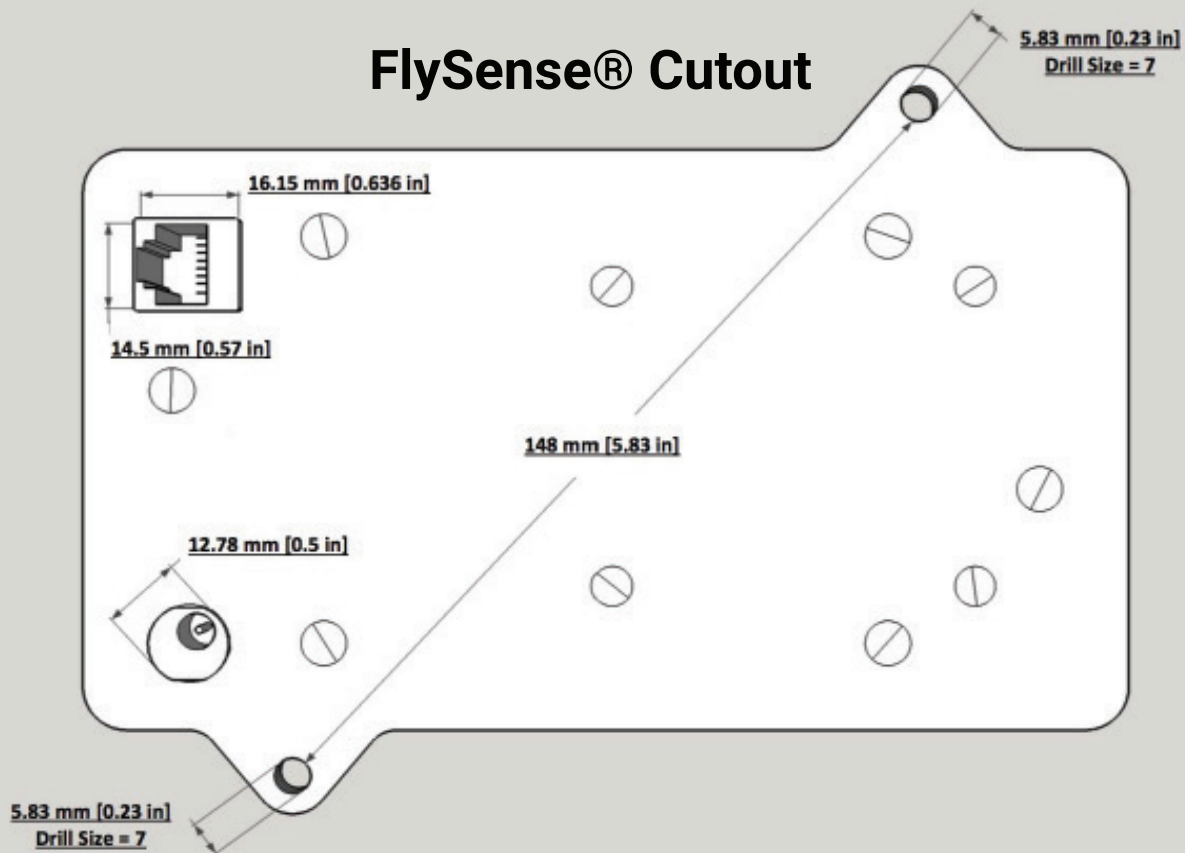 FlySense® Cutout
5.83 mm [0.23 in]
Drill Size = 7
16.15 mm [0.636 in]
14.5 mm [0.57 in]
148 mm [5.83 in]
12.78 mm [0.5 in]
5.83 mm [0.23 in]
Drill Size = 7